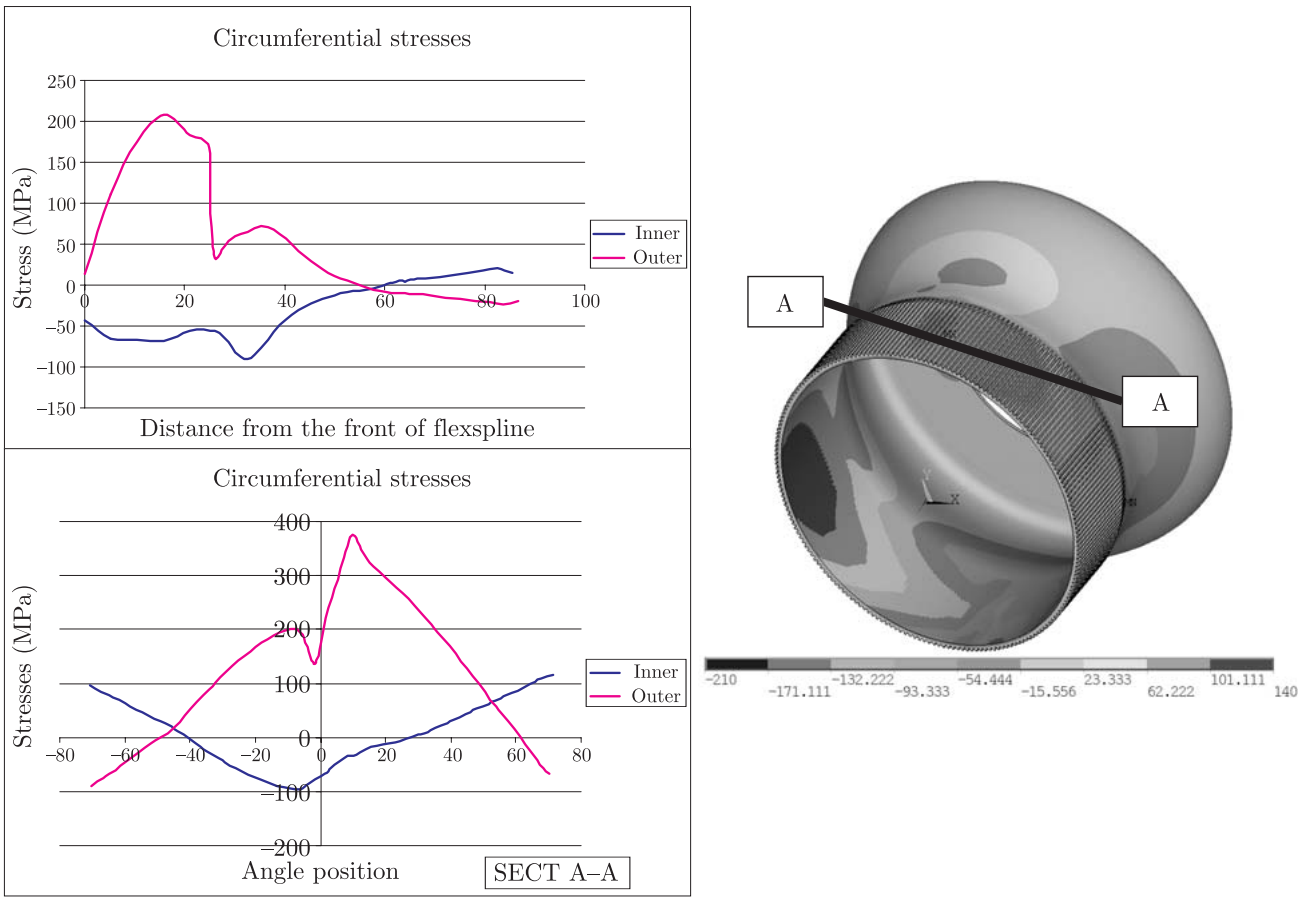 Circumferential stresses
250
200
150
100
50
0
−50
−100
−150
0 20 40 60 80 100
Stress (MPa)
Distance from the front of flexspline
Inner
Outer
Circumferential stresses
400
300
200
100
0
−100
−200
−80 −60 −40 −20 0 20 40 60 80
Stresses (MPa)
Angle position
SECT A–A
Inner
Outer
A
A
Y
X
MN
−210 −132.222 −54.444 23.333 101.111
−171.111 −93.333 −15.556 62.222 140